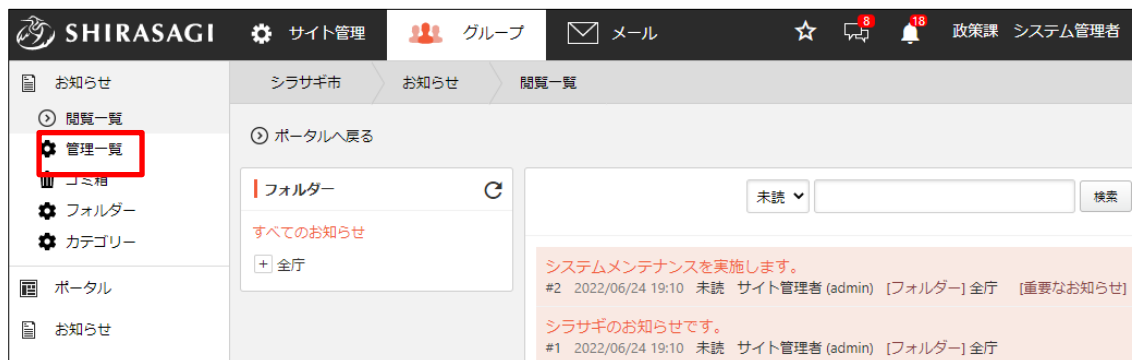 SHIRASAGI サイト管理 グループ メール 8 18 政策課 システム管理者
お知らせ
閲覧一覧
管理一覧
ゴミ箱
フォルダー
カテゴリー
ポータル
お知らせ
シラサギ市 お知らせ 閲覧一覧
ポータルへ戻る
フォルダー
すべてのお知らせ
全庁
未読 検索
システムメンテナンスを実施します。
#2 2022/06/24 19:10 未読 サイト管理者 (admin) [フォルダー] 全庁 [重要なお知らせ]
シラサギのお知らせです。
#1 2022/06/24 19:10 未読 サイト管理者 (admin) [フォルダー] 全庁